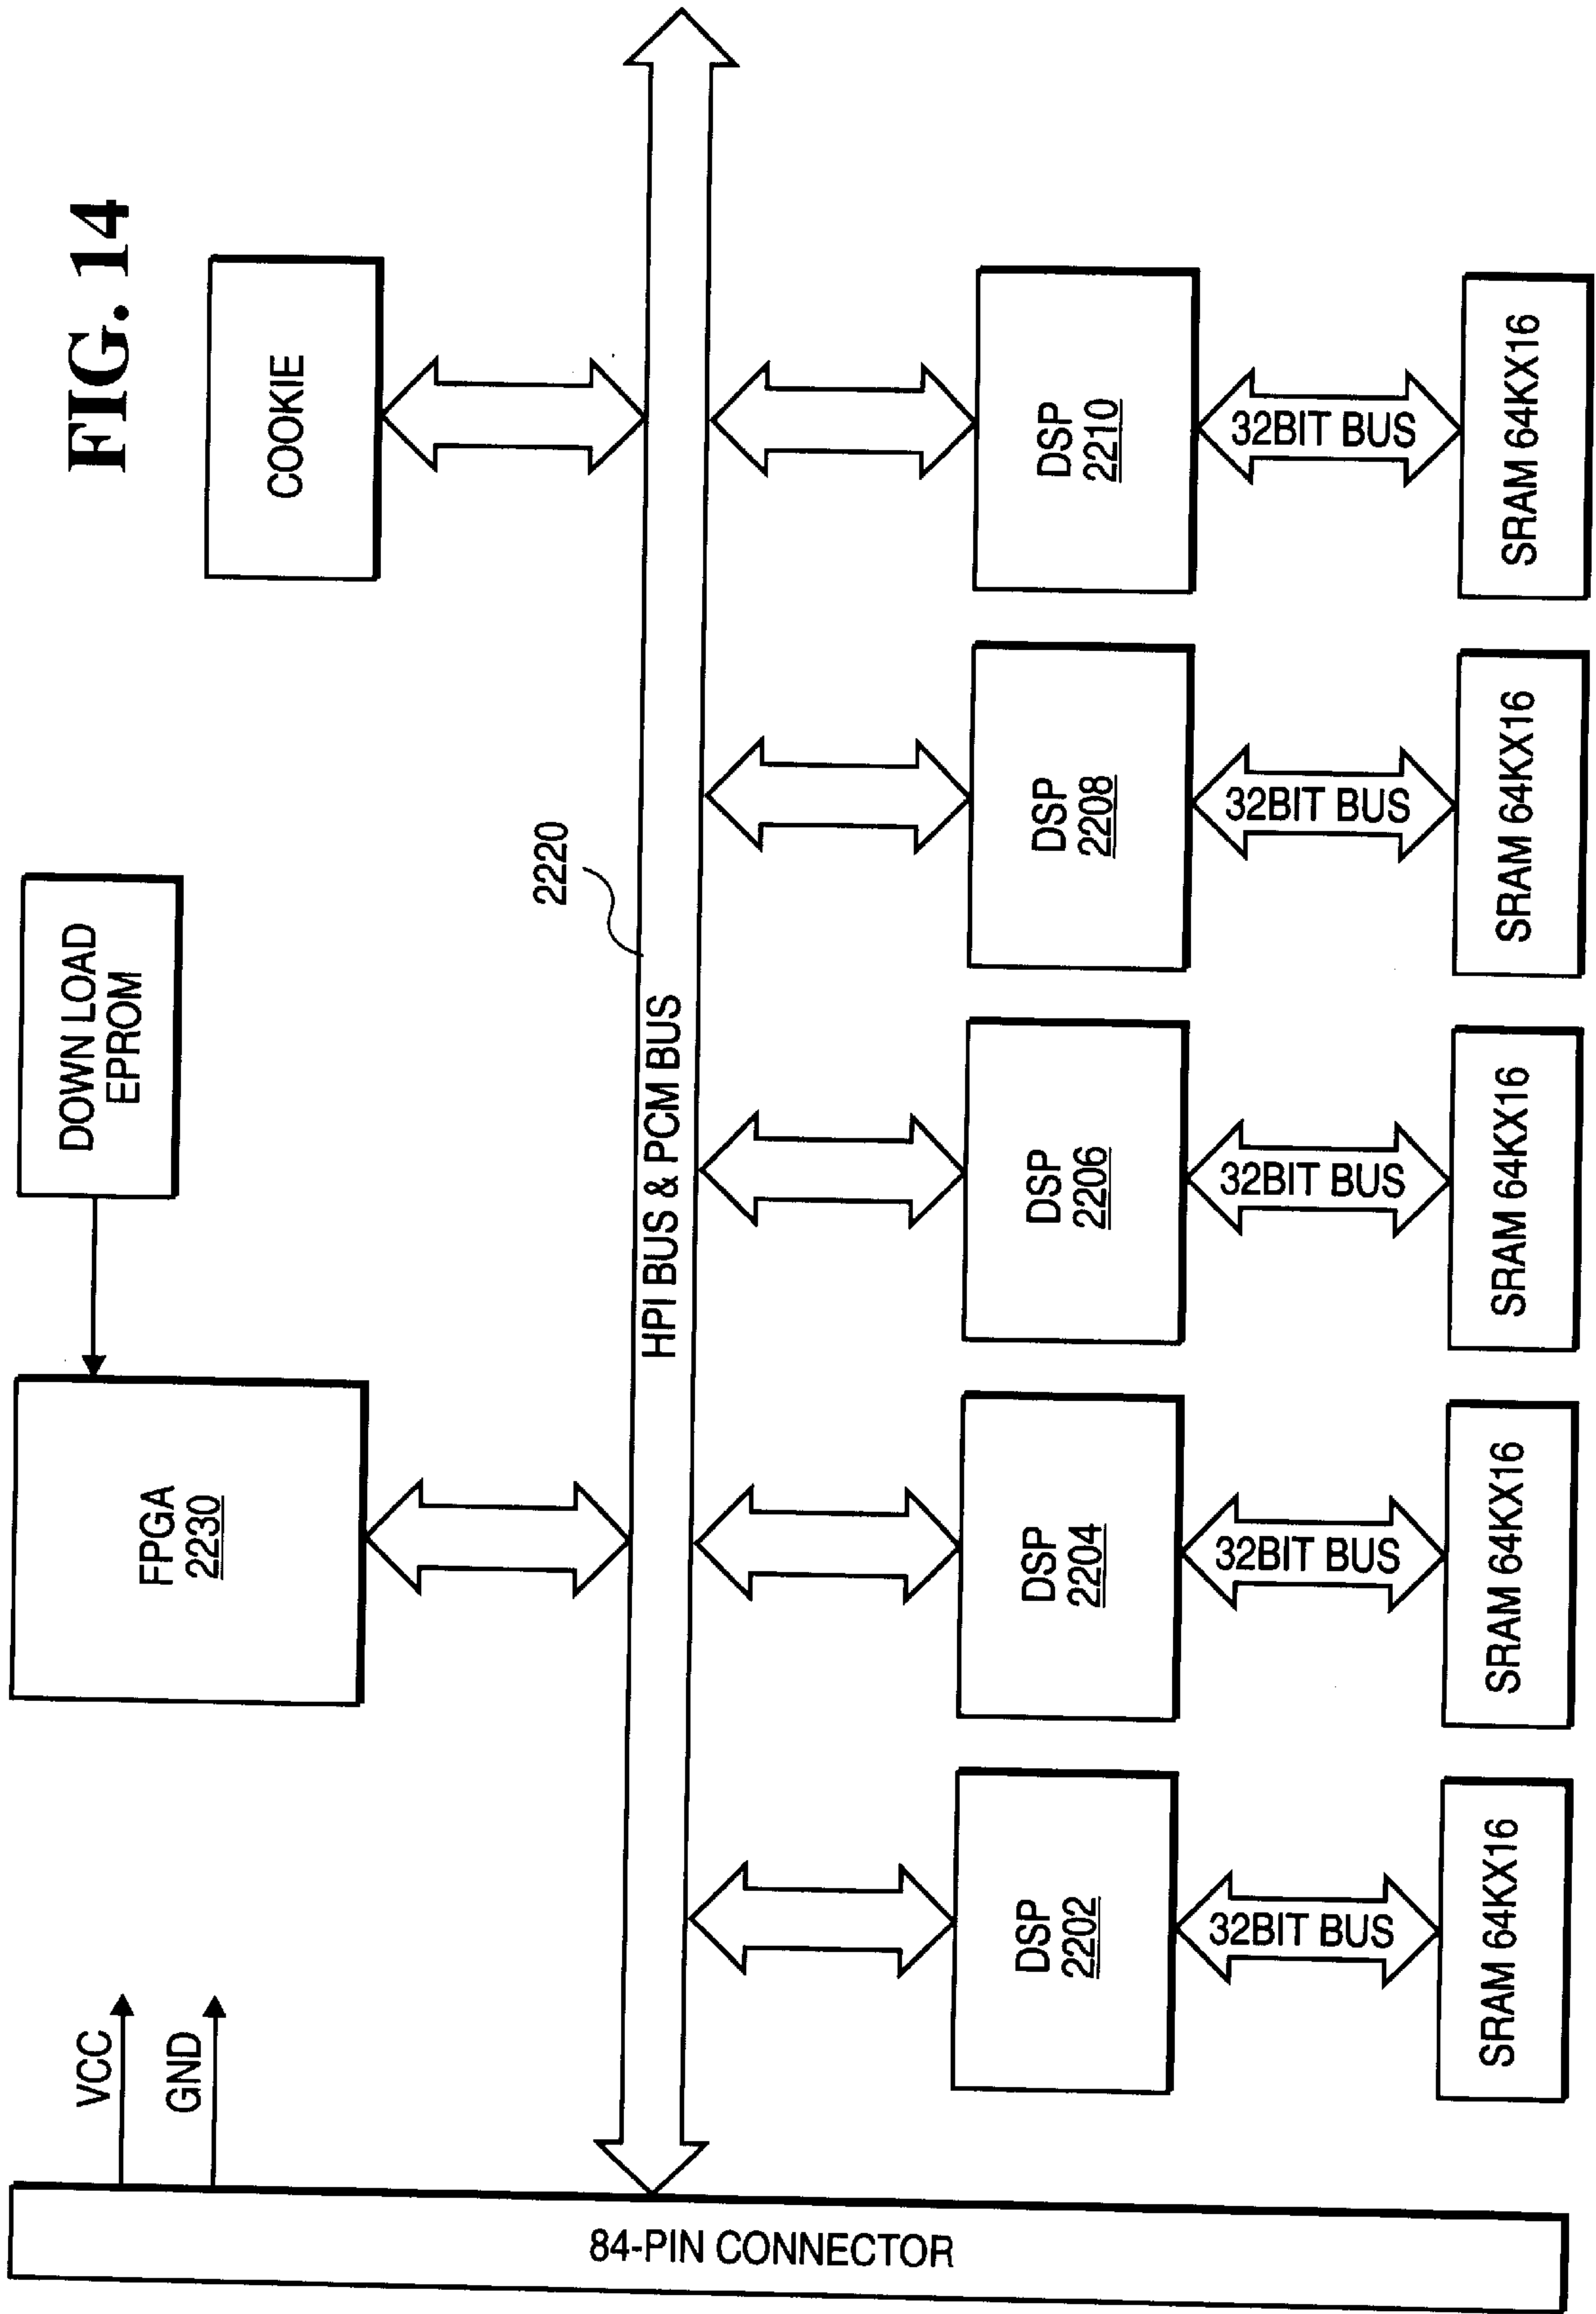 FIG. 14
VCC
GND
FPGA
2230
DOWN LOAD
EPROM
COOKIE
2220
HPI BUS & PCM BUS
84-PIN CONNECTOR
DSP
2202
DSP
2204
DSP
2206
DSP
2208
DSP
2210
32BIT BUS
32BIT BUS
32BIT BUS
32BIT BUS
32BIT BUS
SRAM 64KX16
SRAM 64KX16
SRAM 64KX16
SRAM 64KX16
SRAM 64KX16